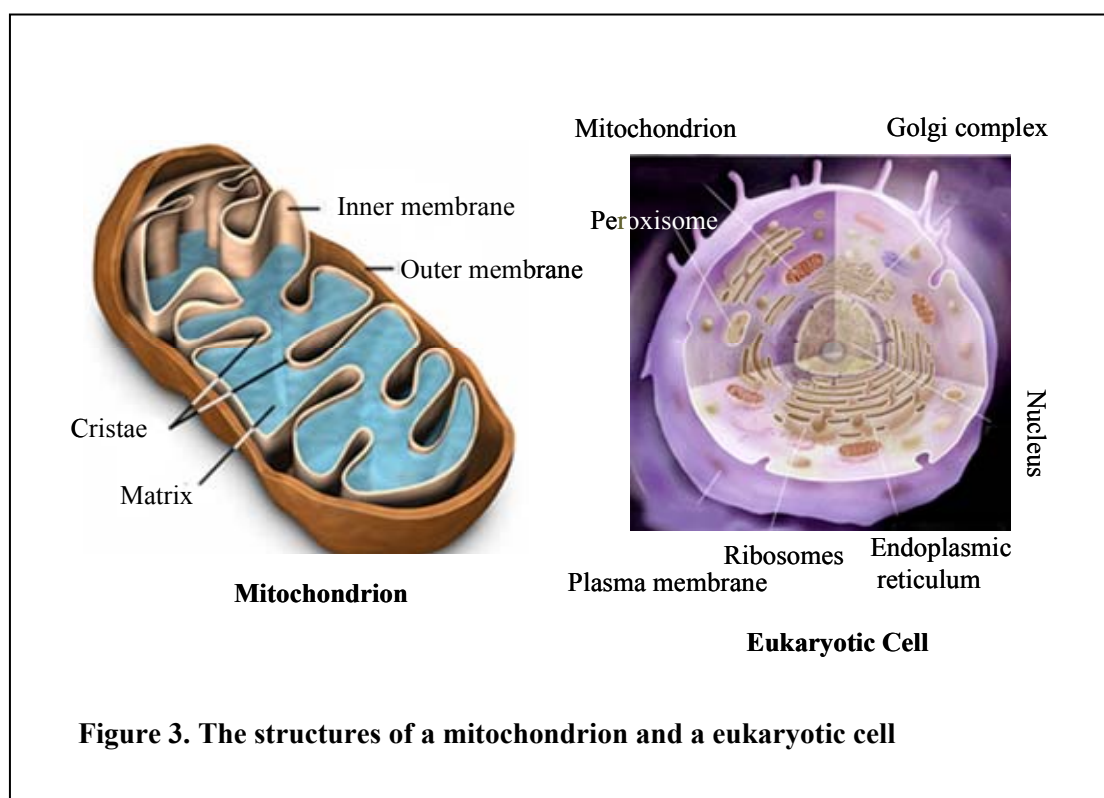 Mitochondrion
Golgi complex
Peroxisome
Inner membrane
Outer membrane
Cristae
Matrix
Nucleus
Ribosomes
Endoplasmic
reticulum
Plasma membrane
Mitochondrion
Eukaryotic Cell
Figure 3. The structures of a mitochondrion and a eukaryotic cell